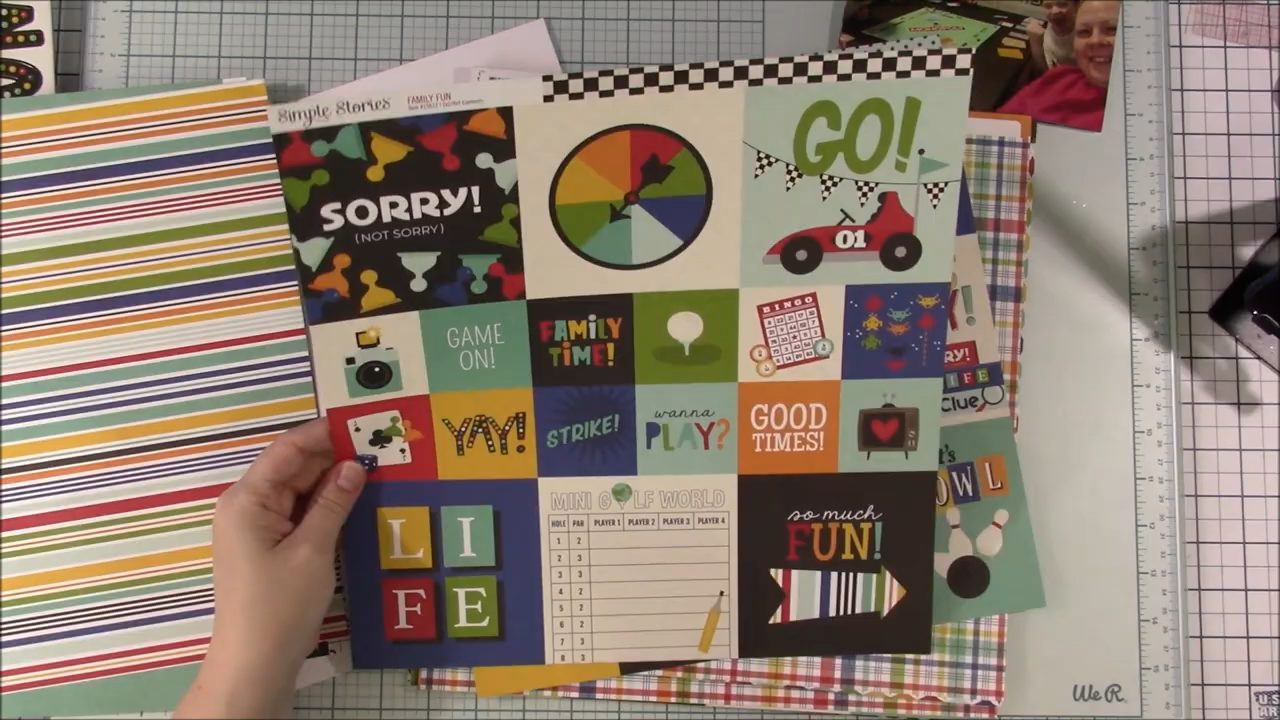 Simple Stories
FAMILY FUN
SORRY!
(NOT SORRY)
GO!
01
GAME
ON!
FAMILY
TIME!
BINGO
YAY!
STRIKE!
wanna
PLAY?
GOOD
TIMES!
LI
FE
MINI GOLF WORLD
HOLE PAR PLAYER 1 PLAYER 2 PLAYER 3 PLAYER 4
1 2
2 3
3 3
4 2
5 2
6 2
7 3
8 3
so much
FUN!
Clue
We R